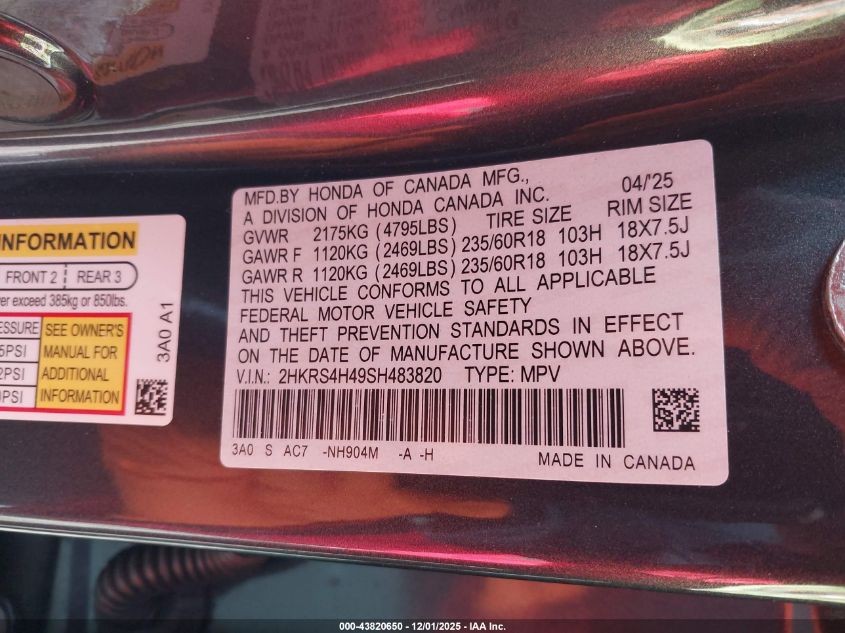 INFORMATION
FRONT 2 REAR 3
exceed 385kg or 850lbs.
PRESSURE SEE OWNER'S
5PSI MANUAL FOR
2PSI ADDITIONAL
PSI INFORMATION
3A0 A1
MFD.BY HONDA OF CANADA MFG., 04/'25
A DIVISION OF HONDA CANADA INC.
GVWR 2175KG (4795LBS) TIRE SIZE RIM SIZE
GAWR F 1120KG (2469LBS) 235/60R18 103H 18X7.5J
GAWR R 1120KG (2469LBS) 235/60R18 103H 18X7.5J
THIS VEHICLE CONFORMS TO ALL APPLICABLE
FEDERAL MOTOR VEHICLE SAFETY
AND THEFT PREVENTION STANDARDS IN EFFECT
ON THE DATE OF MANUFACTURE SHOWN ABOVE.
V.I.N.: 2HKRS4H49SH483820 TYPE: MPV
3A0 S AC7 -NH904M -A -H
MADE IN CANADA
000-43820650 - 12/01/2025 - IAA Inc.